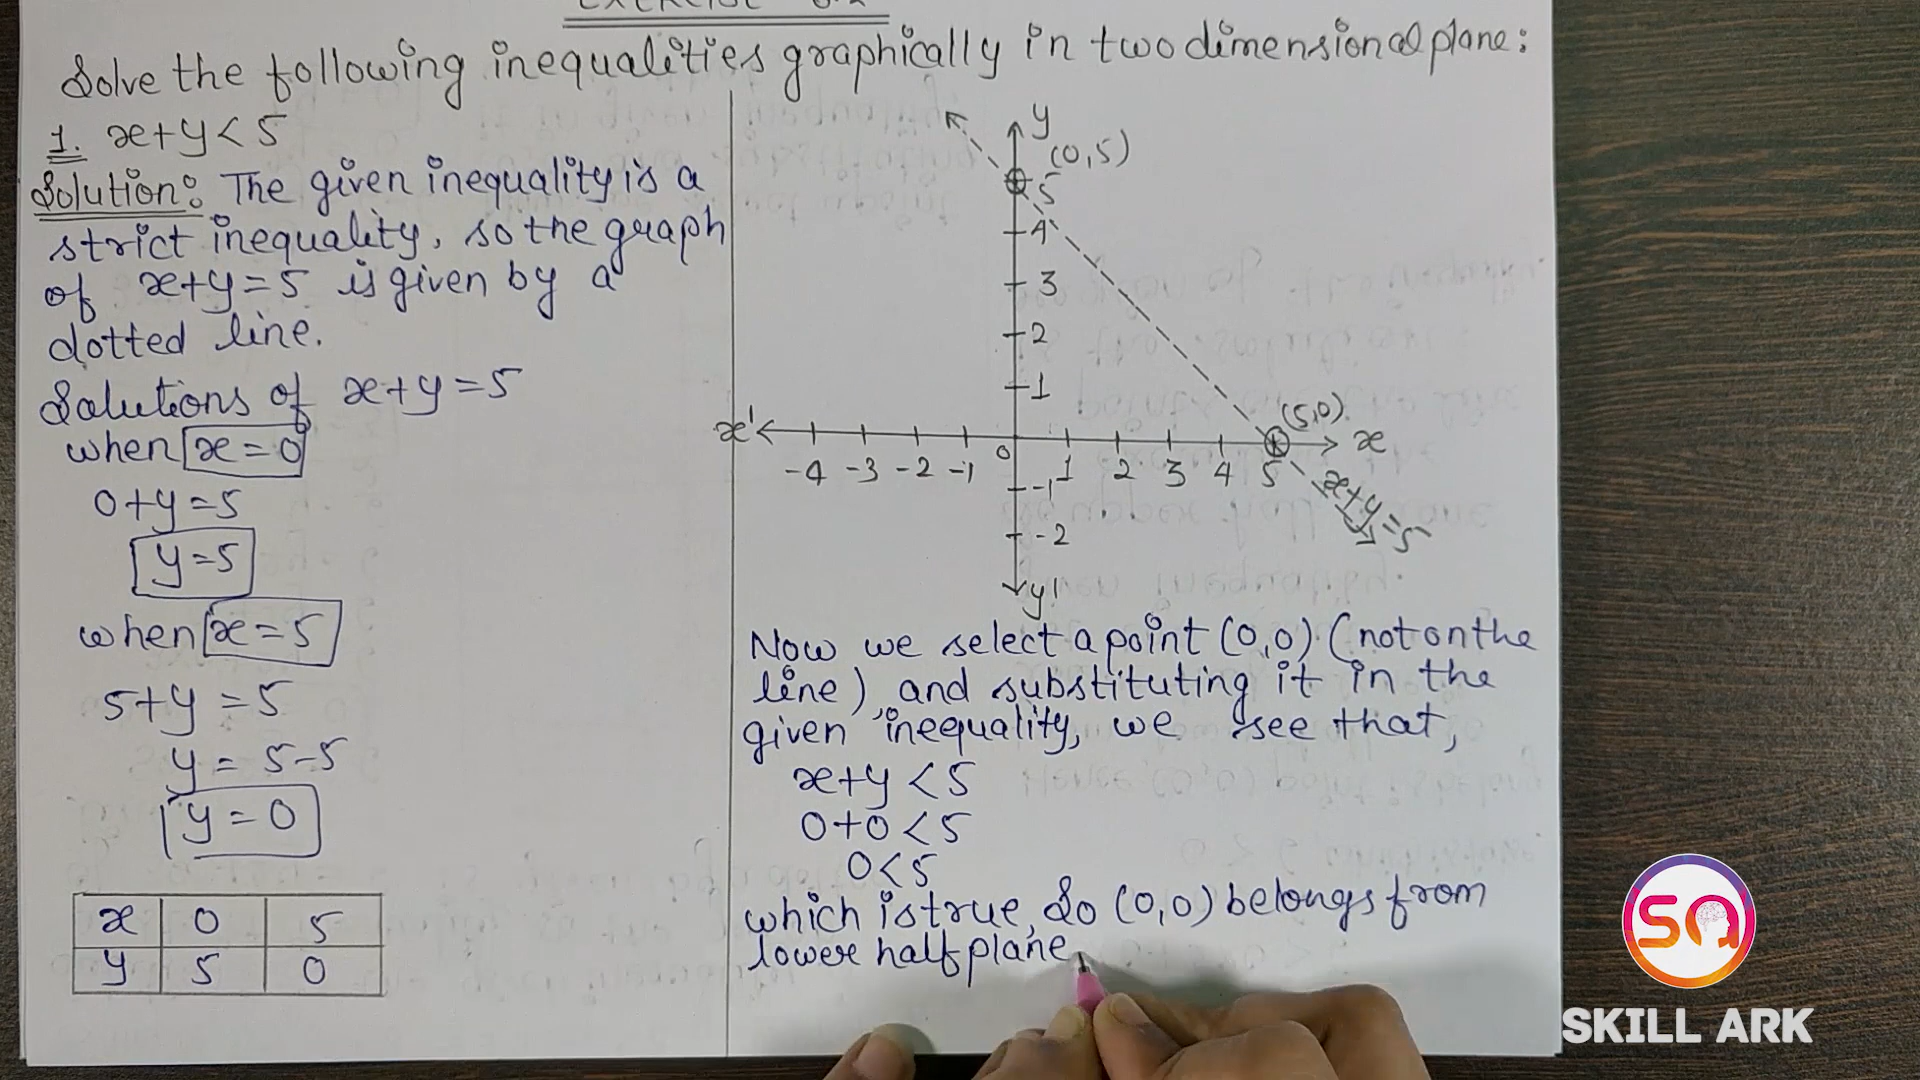 Exercise 6.2
Solve the following inequalities graphically in two dimensional plane:
1. x+y<5
Solution: The given inequality is a
strict inequality, so the graph
of x+y=5 is given by a
dotted line.
Solutions of x+y=5
when x=0
0+y=5
y=5
when x=5
5+y=5
y=5-5
y=0
x 0 5
y 5 0
y
(0,5)
5
4
3
2
1
(5,0)
x' x
0
-4 -3 -2 -1 1 2 3 4 5
x+y=5
-1
-2
y'
Now we select a point (0,0) (not on the
line), and substituting it in the
given inequality, we see that,
x+y<5
0+0<5
0<5
which is true, So (0,0) belongs from
lower half plane
SA
SKILL ARK